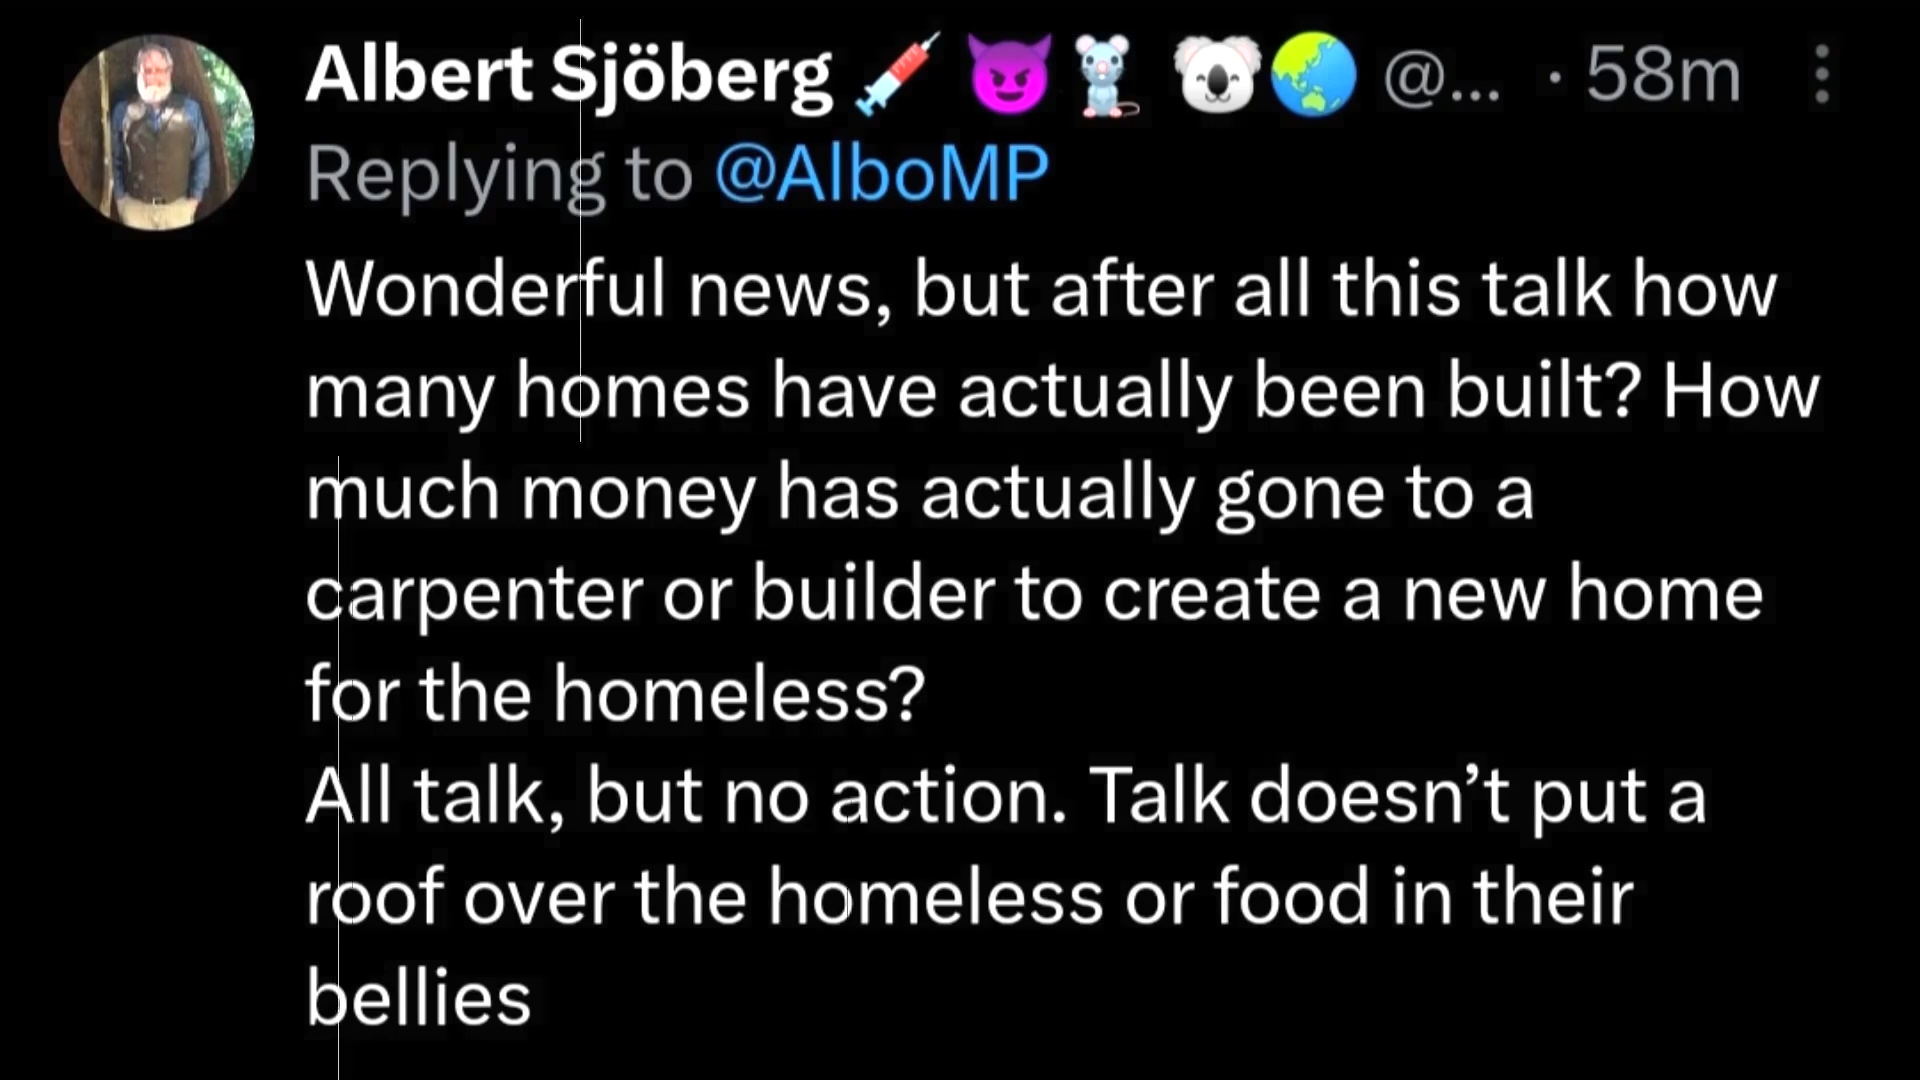 Albert Sjöberg 💉 😈🐁 🐨🌏 @... · 58m
Replying to @AlboMP
Wonderful news, but after all this talk how
many homes have actually been built? How
much money has actually gone to a
carpenter or builder to create a new home
for the homeless?
All talk, but no action. Talk doesn’t put a
roof over the homeless or food in their
bellies